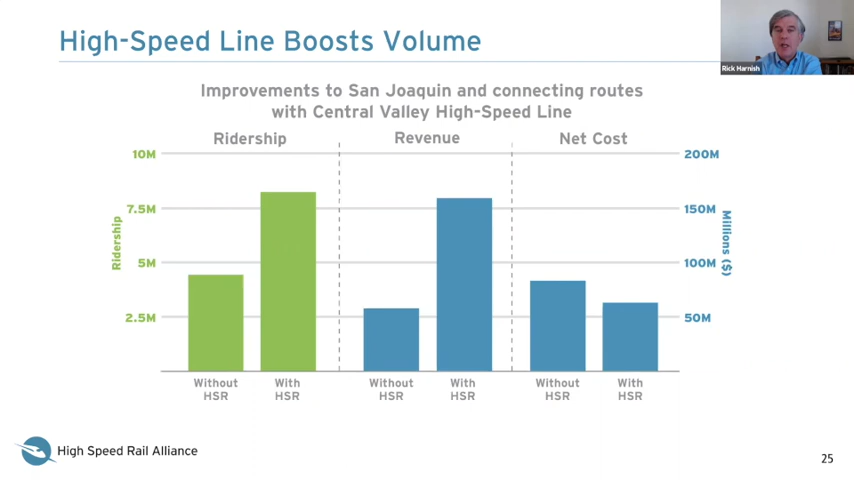 High-Speed Line Boosts Volume
Rick Harnish
Improvements to San Joaquin and connecting routes
with Central Valley High-Speed Line
Ridership
Revenue
Net Cost
10M
7.5M
5M
2.5M
Ridership
200M
150M
100M
50M
Millions ($)
Without
HSR
With
HSR
Without
HSR
With
HSR
Without
HSR
With
HSR
High Speed Rail Alliance
25